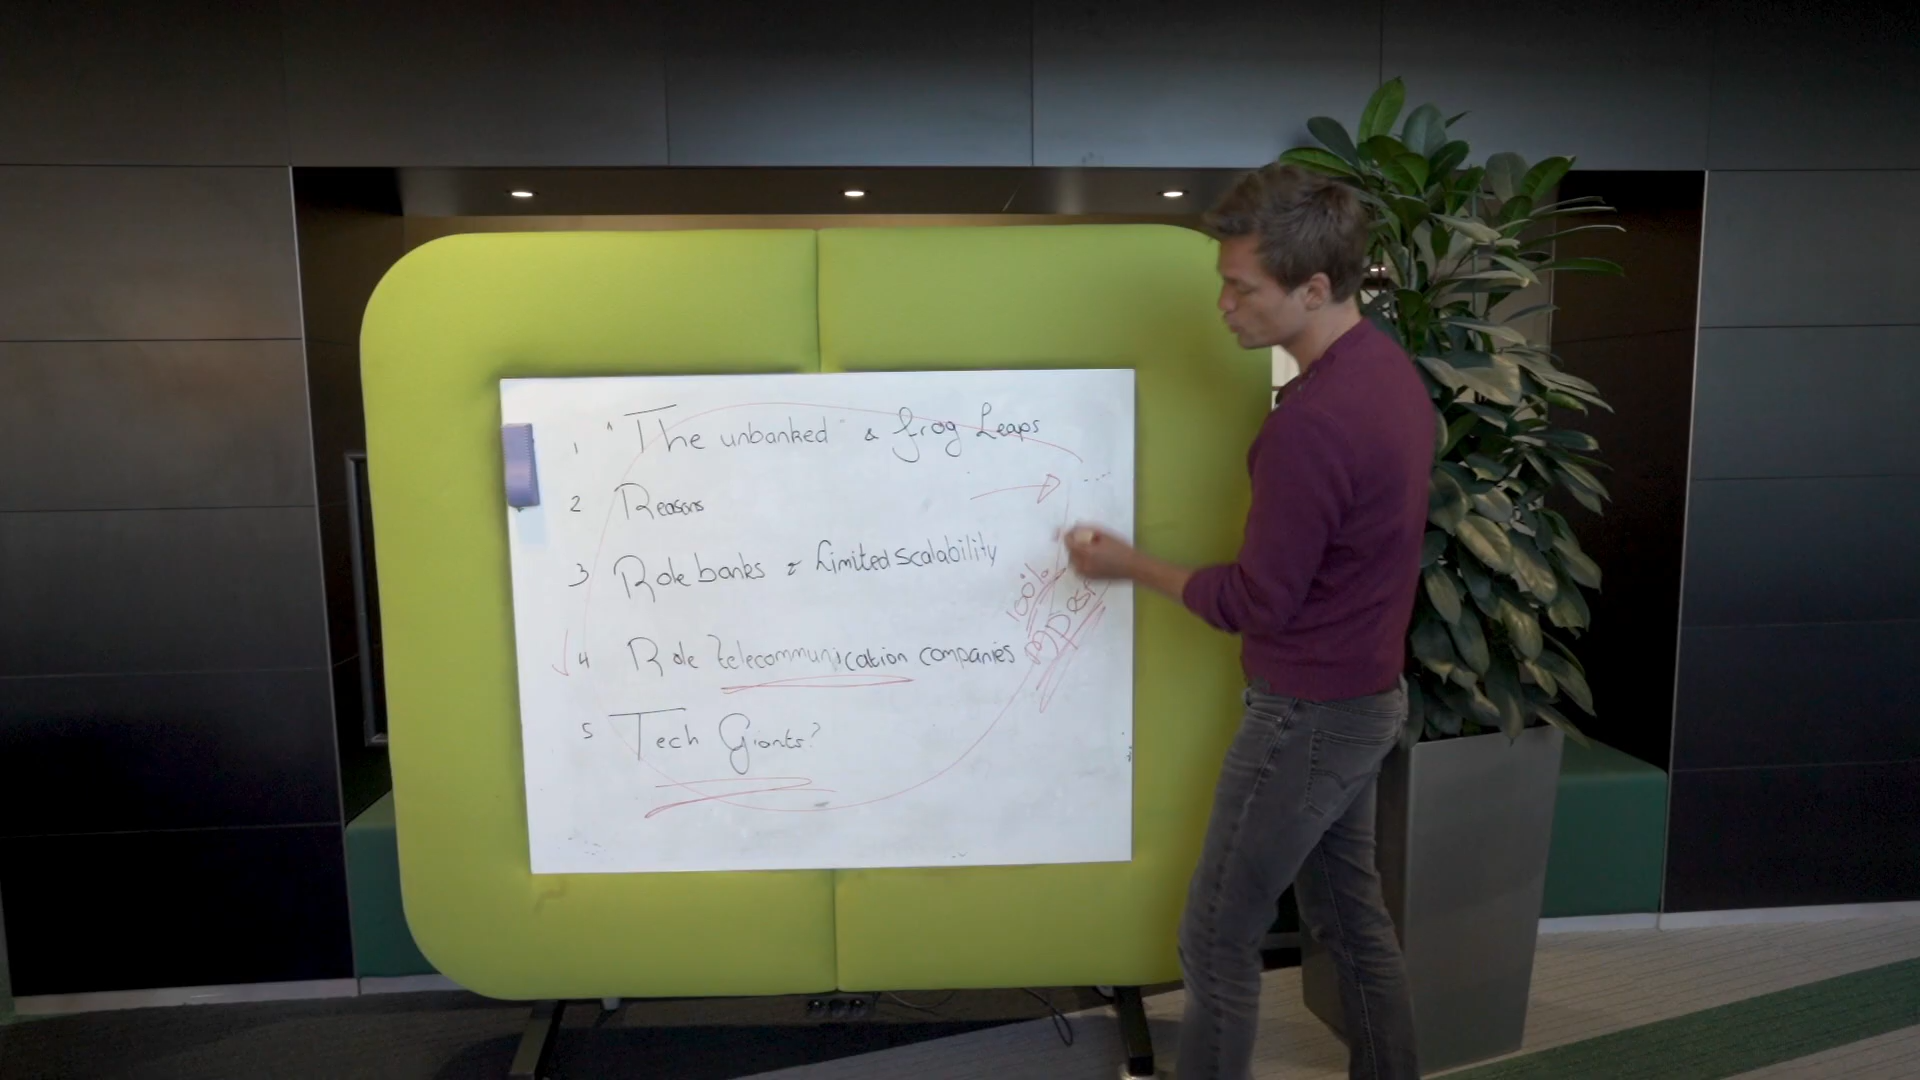 1 "The unbanked" & frog Leaps
2 Reasons
3 Role banks & Limited scalability
100%
4 Role telecommunication companies
5 Tech Giants?